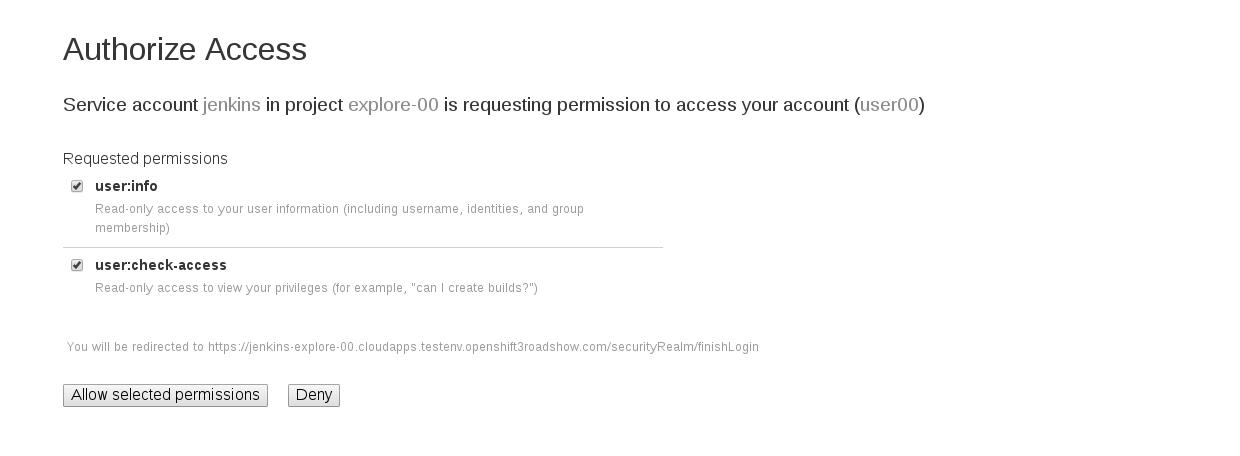 Authorize Access
Service account jenkins in project explore-00 is requesting permission to access your account (user00)
Requested permissions
user:info
Read-only access to your user information (including username, identities, and group
membership)
user:check-access
Read-only access to view your privileges (for example, "can I create builds?")
You will be redirected to https://jenkins-explore-00.cloudapps.testenv.openshift3roadshow.com/securityRealm/finishLogin
Allow selected permissions Deny